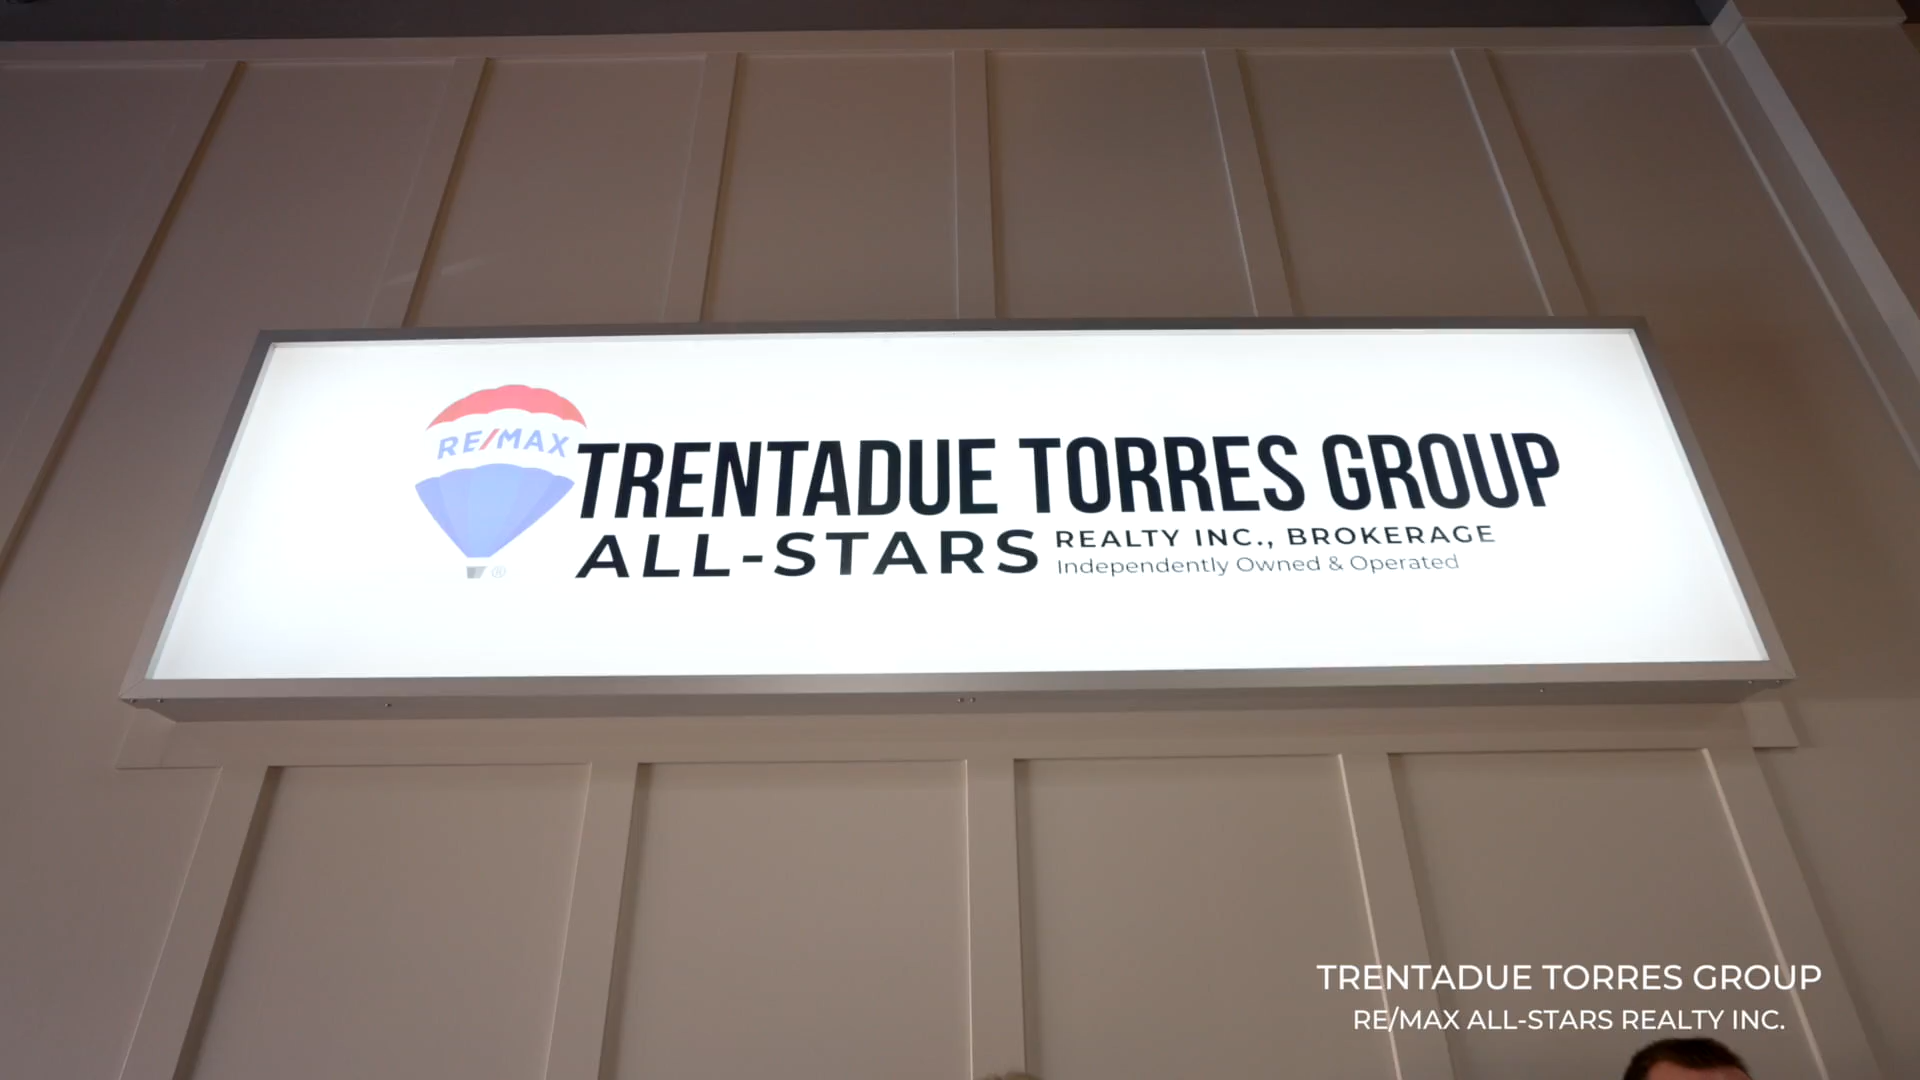 RE/MAX
TRENTADUE TORRES GROUP
ALL-STARS REALTY INC., BROKERAGE
Independently Owned & Operated
®
TRENTADUE TORRES GROUP
RE/MAX ALL-STARS REALTY INC.